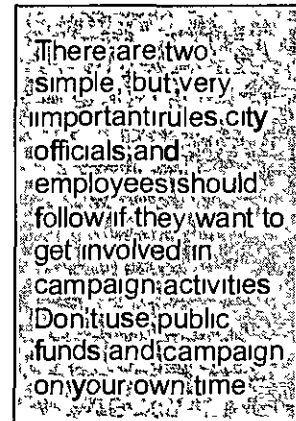 There are two
simple, but very
important rules city
officials and
employees should
follow if they want to
get involved in
campaign activities
Don't use public
funds and campaign
on your own time